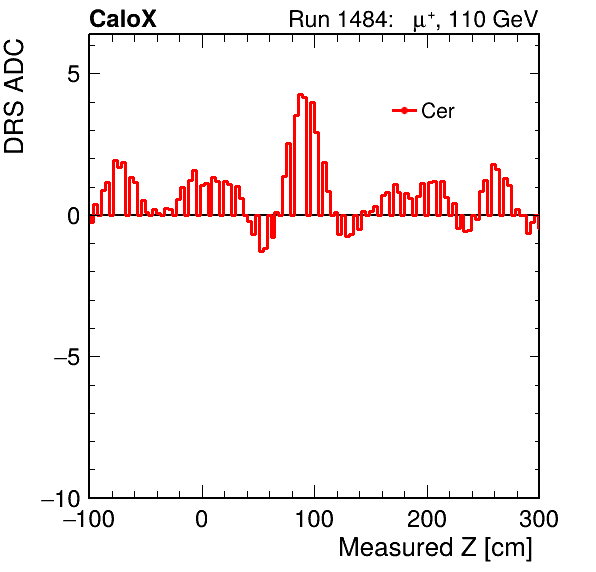 CaloX Run 1484: μ⁺, 110 GeV
DRS ADC
5
Cer
0
−5
−10
−100 0 100 200 300
Measured Z [cm]